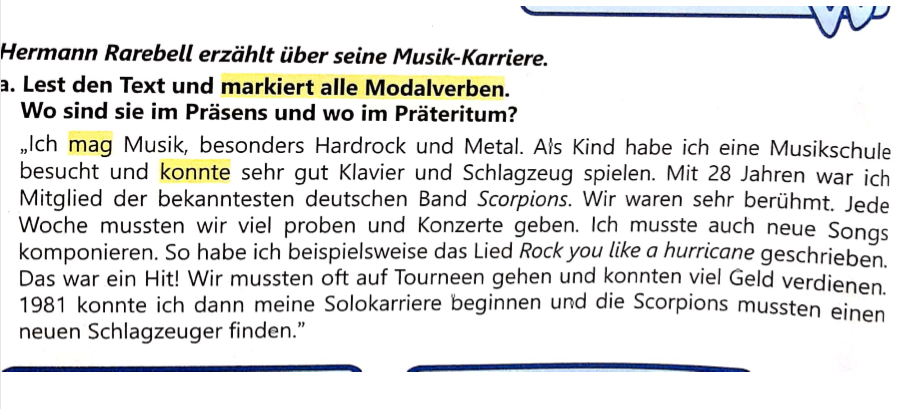 Hermann Rarebell erzählt über seine Musik-Karriere.
a. Lest den Text und markiert alle Modalverben.
Wo sind sie im Präsens und wo im Präteritum?
„Ich mag Musik, besonders Hardrock und Metal. Als Kind habe ich eine Musikschule
besucht und konnte sehr gut Klavier und Schlagzeug spielen. Mit 28 Jahren war ich
Mitglied der bekanntesten deutschen Band Scorpions. Wir waren sehr berühmt. Jede
Woche mussten wir viel proben und Konzerte geben. Ich musste auch neue Songs
komponieren. So habe ich beispielsweise das Lied Rock you like a hurricane geschrieben.
Das war ein Hit! Wir mussten oft auf Tourneen gehen und konnten viel Geld verdienen.
1981 konnte ich dann meine Solokarriere beginnen und die Scorpions mussten einen
neuen Schlagzeuger finden.”